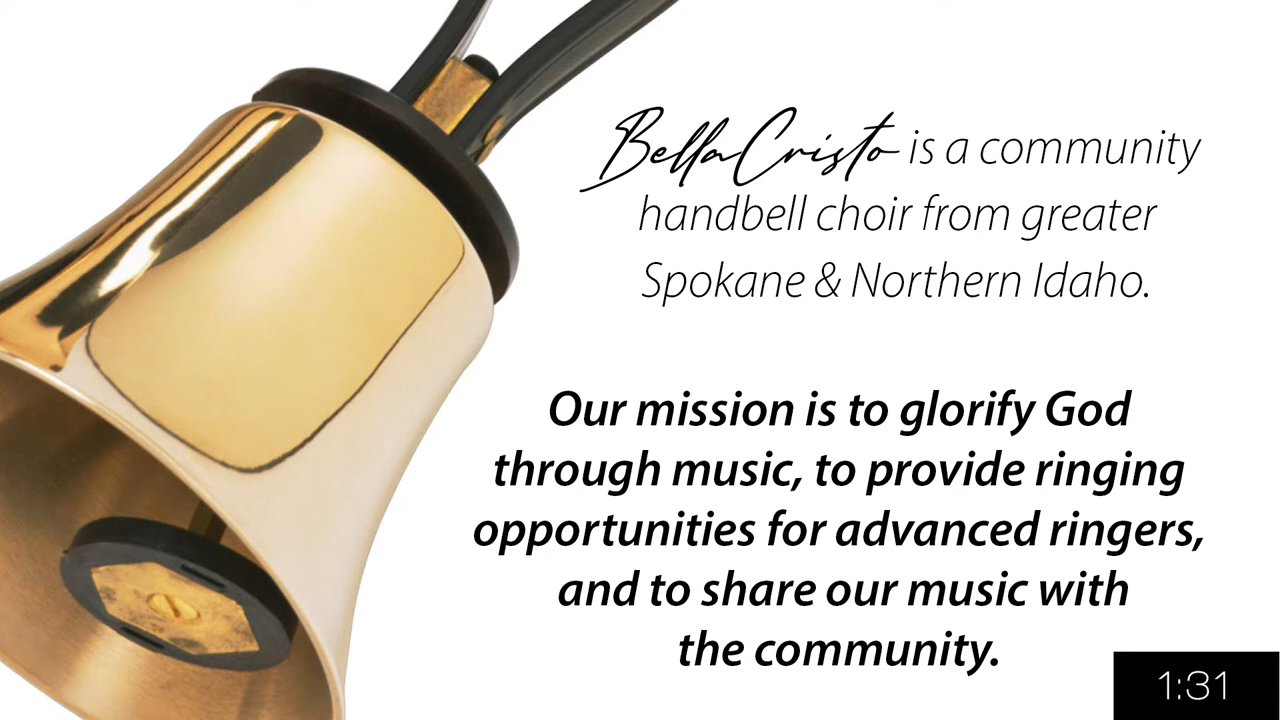 BellaCristo is a community
handbell choir from greater
Spokane & Northern Idaho.
Our mission is to glorify God
through music, to provide ringing
opportunities for advanced ringers,
and to share our music with
the community.
1:31